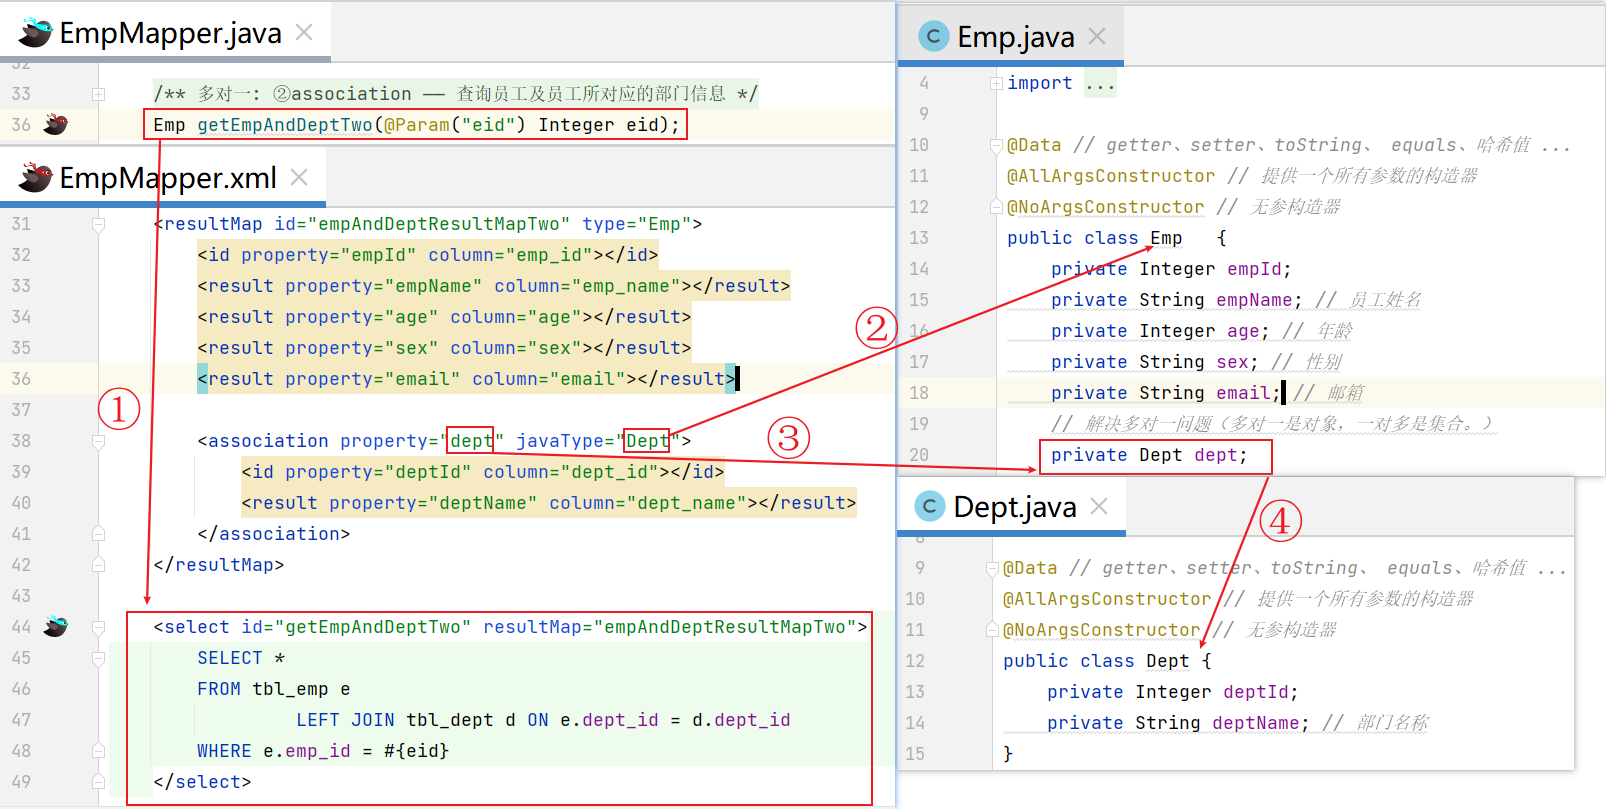 EmpMapper.java
32
33 /** 多对一: ②association —— 查询员工及员工所对应的部门信息 */
36 Emp getEmpAndDeptTwo(@Param("eid") Integer eid);
EmpMapper.xml
31 <resultMap id="empAndDeptResultMapTwo" type="Emp">
32 <id property="empId" column="emp_id"></id>
33 <result property="empName" column="emp_name"></result>
34 <result property="age" column="age"></result>
35 <result property="sex" column="sex"></result>
36 <result property="email" column="email"></result>
37
①
38 <association property="dept" javaType="Dept">
39 <id property="deptId" column="dept_id"></id>
40 <result property="deptName" column="dept_name"></result>
41 </association>
42 </resultMap>
43
44 <select id="getEmpAndDeptTwo" resultMap="empAndDeptResultMapTwo">
45 SELECT *
46 FROM tbl_emp e
47 LEFT JOIN tbl_dept d ON e.dept_id = d.dept_id
48 WHERE e.emp_id = #{eid}
49 </select>
②
③
Emp.java
4 import ...
9
10 @Data // getter、setter、toString、 equals、哈希值 ...
11 @AllArgsConstructor // 提供一个所有参数的构造器
12 @NoArgsConstructor // 无参构造器
13 public class Emp {
14 private Integer empId;
15 private String empName; // 员工姓名
16 private Integer age; // 年龄
17 private String sex; // 性别
18 private String email; // 邮箱
19 // 解决多对一问题（多对一是对象，一对多是集合。）
20 private Dept dept;
④
Dept.java
8
9 @Data // getter、setter、toString、 equals、哈希值 ...
10 @AllArgsConstructor // 提供一个所有参数的构造器
11 @NoArgsConstructor // 无参构造器
12 public class Dept {
13 private Integer deptId;
14 private String deptName; // 部门名称
15 }